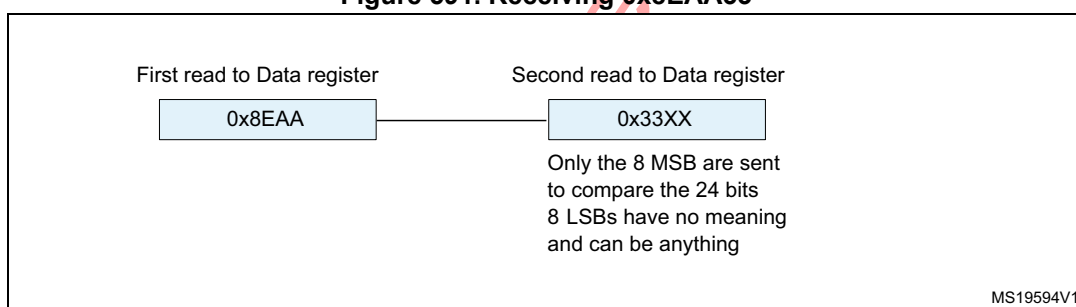 First read to Data register
Second read to Data register
0x8EAA
0x33XX
Only the 8 MSB are sent
to compare the 24 bits
8 LSBs have no meaning
and can be anything
MS19594V1